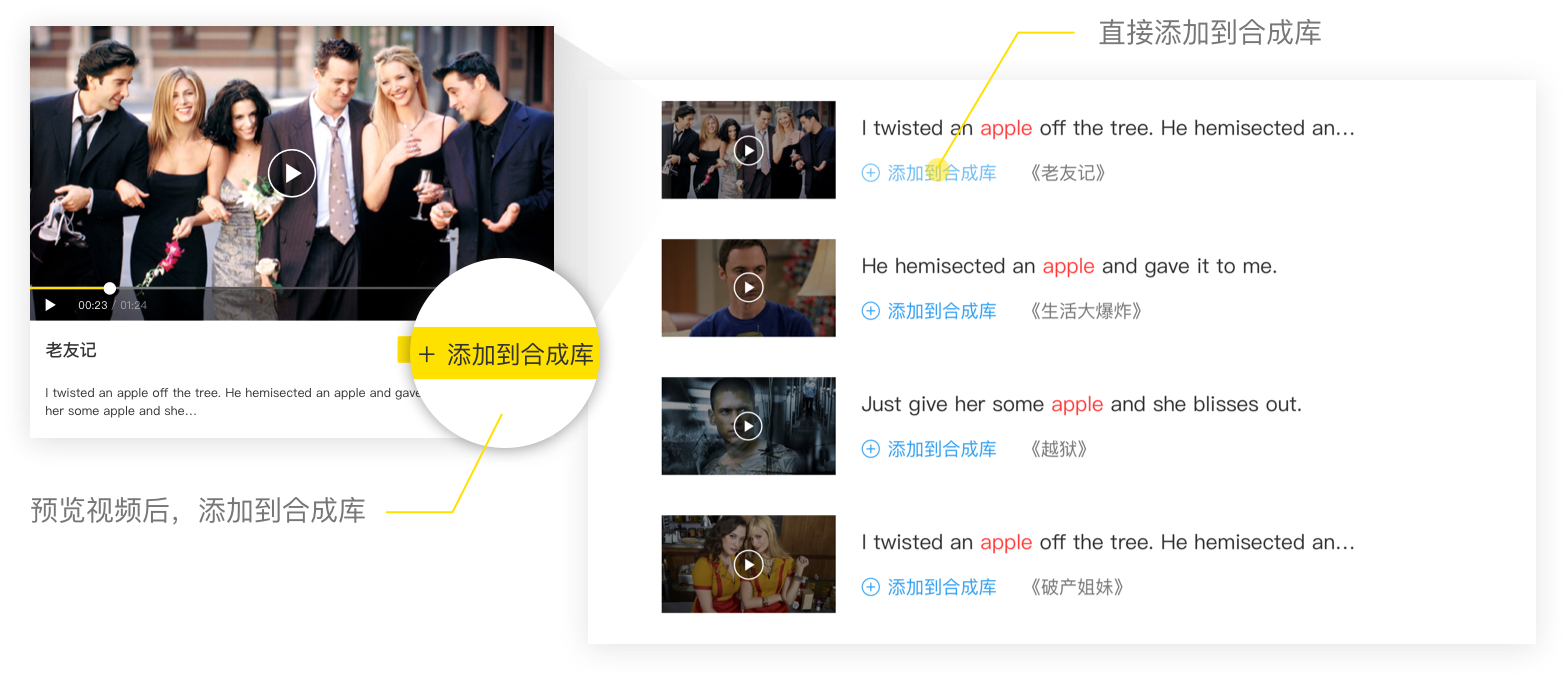 直接添加到合成库
I twisted an apple off the tree. He hemisected an...
添加到合成库 《老友记》
He hemisected an apple and gave it to me.
添加到合成库 《生活大爆炸》
Just give her some apple and she blisses out.
添加到合成库 《越狱》
I twisted an apple off the tree. He hemisected an...
添加到合成库 《破产姐妹》
00:23 / 01:24
老友记
+ 添加到合成库
I twisted an apple off the tree. He hemisected an apple and gave
her some apple and she...
预览视频后，添加到合成库